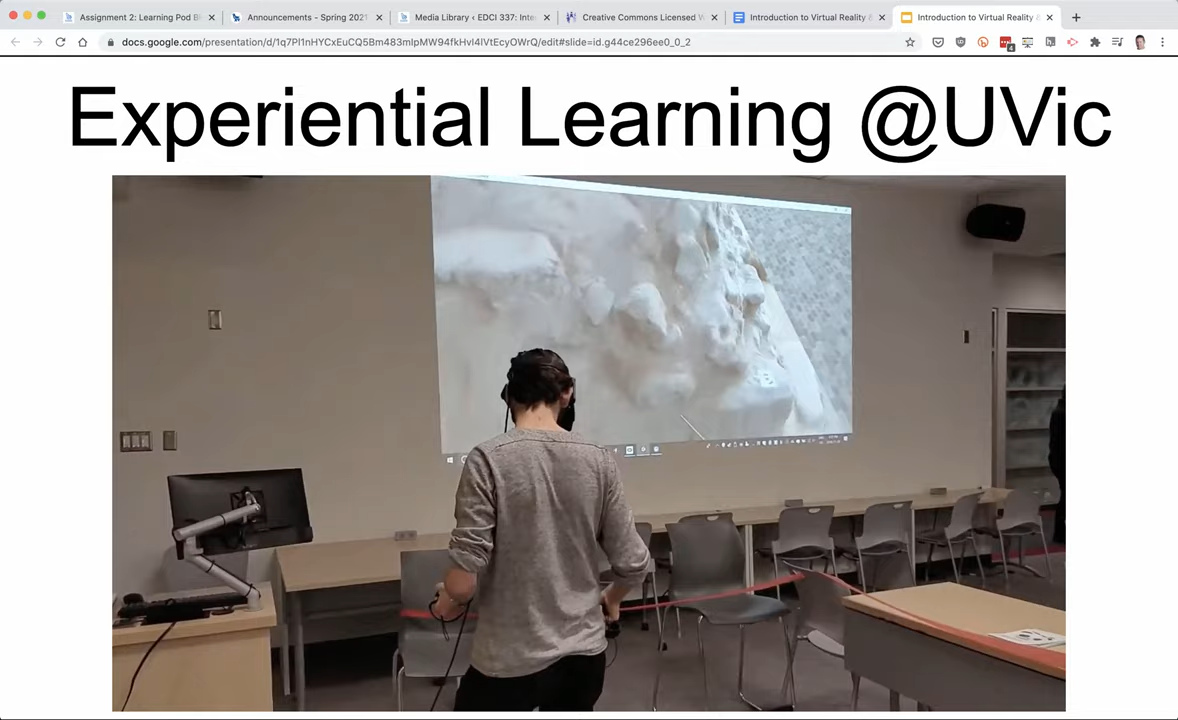 Assignment 2: Learning Pod B
Announcements - Spring 2021
Media Library ‹ EDCI 337: Inte
Creative Commons Licensed V
Introduction to Virtual Reality &
Introduction to Virtual Reality &
docs.google.com/presentation/d/1q7Pl1nHYCxEuCQ5Bm483mlpMW94fkHvI4lVtEcyOWrQ/edit#slide=id.g44ce296ee0_0_2
Experiential Learning @UVic